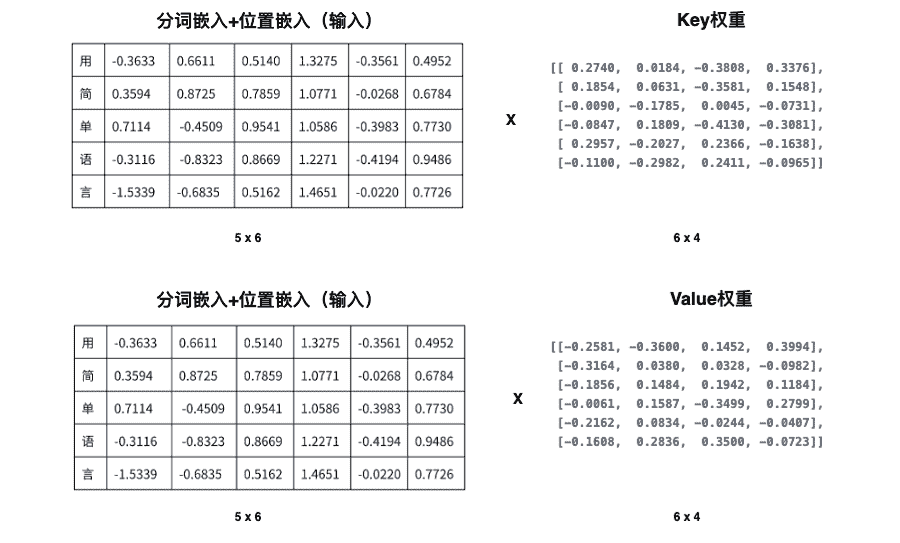 分词嵌入+位置嵌入（输入）
Key权重
用 -0.3633 0.6611 0.5140 1.3275 -0.3561 0.4952
简 0.3594 0.8725 0.7859 1.0771 -0.0268 0.6784
单 0.7114 -0.4509 0.9541 1.0586 -0.3983 0.7730
语 -0.3116 -0.8323 0.8669 1.2271 -0.4194 0.9486
言 -1.5339 -0.6835 0.5162 1.4651 -0.0220 0.7726
X
[[ 0.2740, 0.0184, -0.3808, 0.3376],
[ 0.1854, 0.0631, -0.3581, 0.1548],
[-0.0090, -0.1785, 0.0045, -0.0731],
[-0.0847, 0.1809, -0.4130, -0.3081],
[ 0.2957, -0.2027, 0.2366, -0.1638],
[-0.1100, -0.2982, 0.2411, -0.0965]]
5 x 6
6 x 4
分词嵌入+位置嵌入（输入）
Value权重
用 -0.3633 0.6611 0.5140 1.3275 -0.3561 0.4952
简 0.3594 0.8725 0.7859 1.0771 -0.0268 0.6784
单 0.7114 -0.4509 0.9541 1.0586 -0.3983 0.7730
语 -0.3116 -0.8323 0.8669 1.2271 -0.4194 0.9486
言 -1.5339 -0.6835 0.5162 1.4651 -0.0220 0.7726
X
[[-0.2581, -0.3600, 0.1452, 0.3994],
[-0.3164, 0.0380, 0.0328, -0.0982],
[-0.1856, 0.1484, 0.1942, 0.1184],
[-0.0061, 0.1587, -0.3499, 0.2799],
[-0.2162, 0.0834, -0.0244, -0.0407],
[-0.1608, 0.2836, 0.3500, -0.0723]]
5 x 6
6 x 4